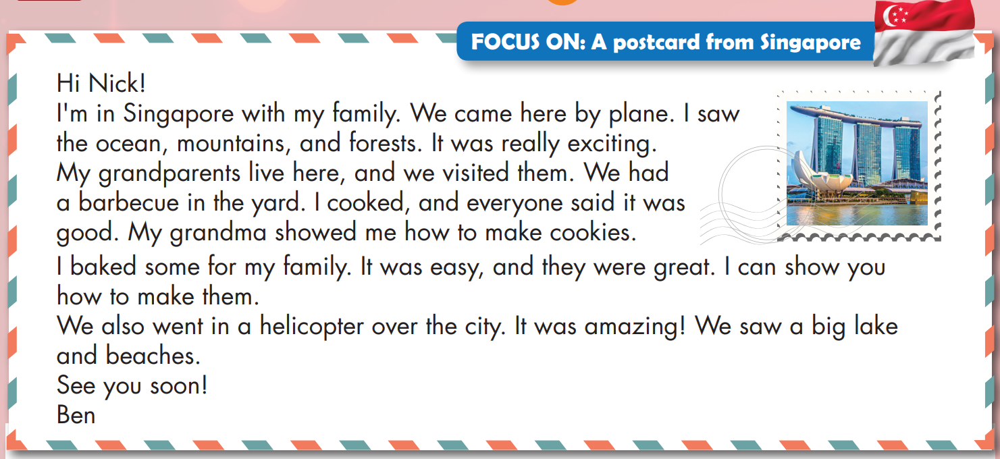 FOCUS ON: A postcard from Singapore
Hi Nick!
I'm in Singapore with my family. We came here by plane. I saw
the ocean, mountains, and forests. It was really exciting.
My grandparents live here, and we visited them. We had
a barbecue in the yard. I cooked, and everyone said it was
good. My grandma showed me how to make cookies.
I baked some for my family. It was easy, and they were great. I can show you
how to make them.
We also went in a helicopter over the city. It was amazing! We saw a big lake
and beaches.
See you soon!
Ben